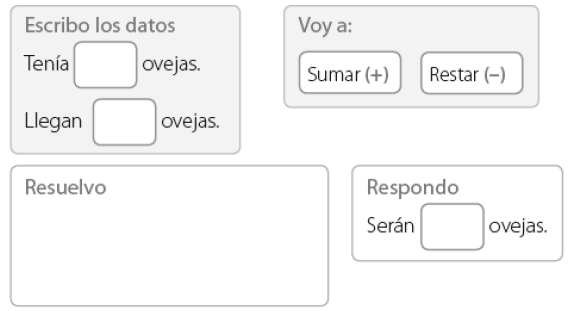 Escribo los datos
Tenía ovejas.
Llegan ovejas.
Voy a:
Sumar (+) Restar (–)
Resuelvo
Respondo
Serán ovejas.